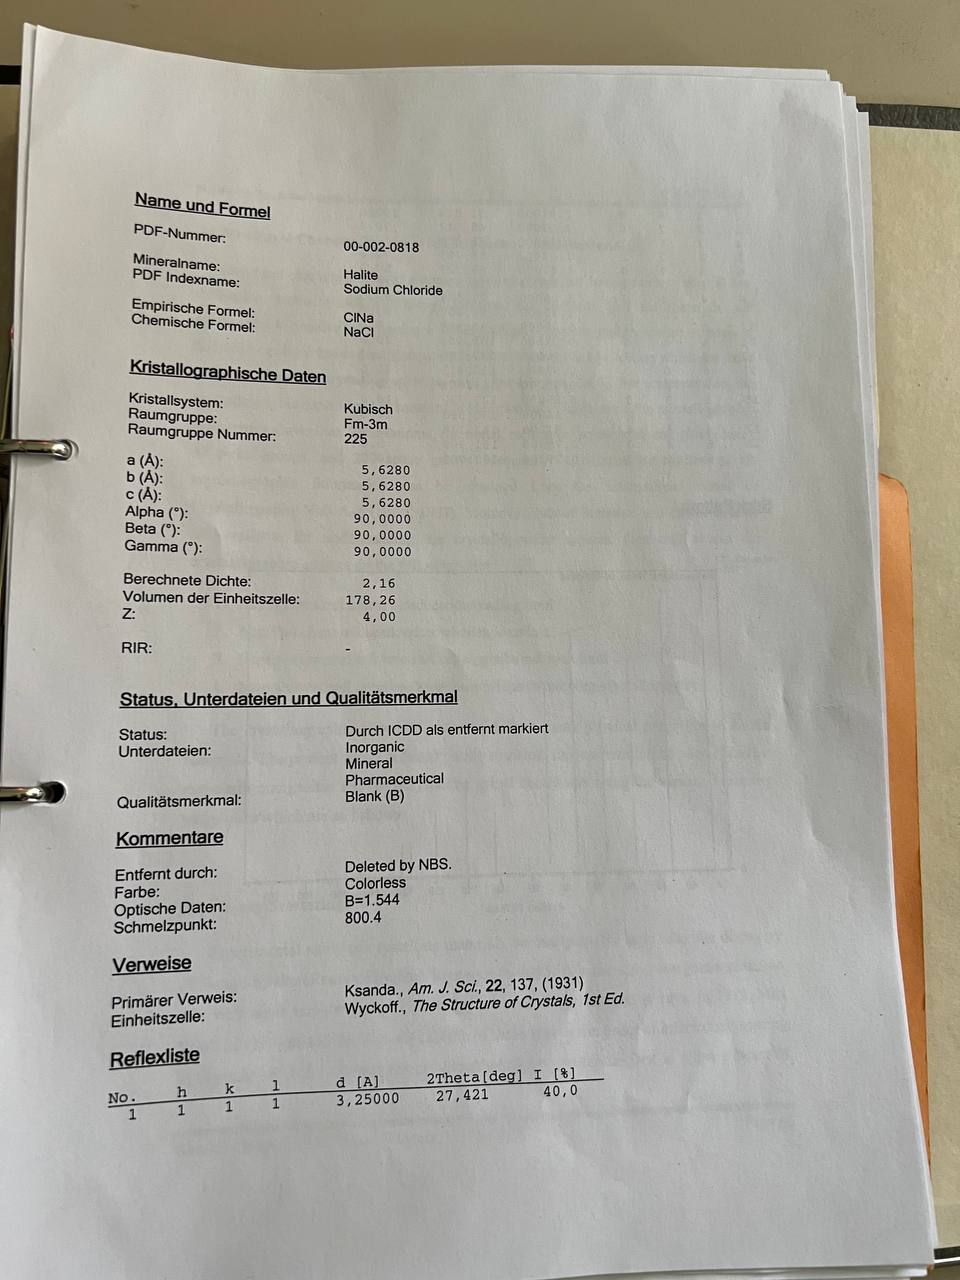 Name und Formel
PDF-Nummer: 00-002-0818
Mineralname: Halite
PDF Indexname: Sodium Chloride
Empirische Formel: ClNa
Chemische Formel: NaCl
Kristallographische Daten
Kristallsystem: Kubisch
Raumgruppe: Fm-3m
Raumgruppe Nummer: 225
a (Å): 5,6280
b (Å): 5,6280
c (Å): 5,6280
Alpha (°): 90,0000
Beta (°): 90,0000
Gamma (°): 90,0000
Berechnete Dichte: 2,16
Volumen der Einheitszelle: 178,26
Z: 4,00
RIR: -
Status, Unterdateien und Qualitätsmerkmal
Status: Durch ICDD als entfernt markiert
Unterdateien: Inorganic
Mineral
Pharmaceutical
Qualitätsmerkmal: Blank (B)
Kommentare
Entfernt durch: Deleted by NBS.
Farbe: Colorless
Optische Daten: B=1.544
Schmelzpunkt: 800.4
Verweise
Primärer Verweis: Ksanda., Am. J. Sci., 22, 137, (1931)
Einheitszelle: Wyckoff., The Structure of Crystals, 1st Ed.
Reflexliste
No. h k l d [A] 2Theta[deg] I [%]
1 1 1 1 3,25000 27,421 40,0